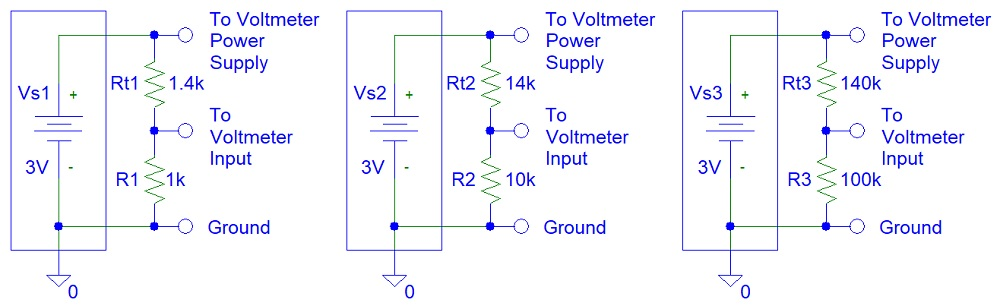 To Voltmeter
Power
Supply
Rt1 1.4k
Vs1 +
To
Voltmeter
Input
3V -
R1 1k
Ground
0
To Voltmeter
Power
Supply
Rt2 14k
Vs2 +
To
Voltmeter
Input
3V -
R2 10k
Ground
0
To Voltmeter
Power
Supply
Rt3 140k
Vs3 +
To
Voltmeter
Input
3V -
R3 100k
Ground
0